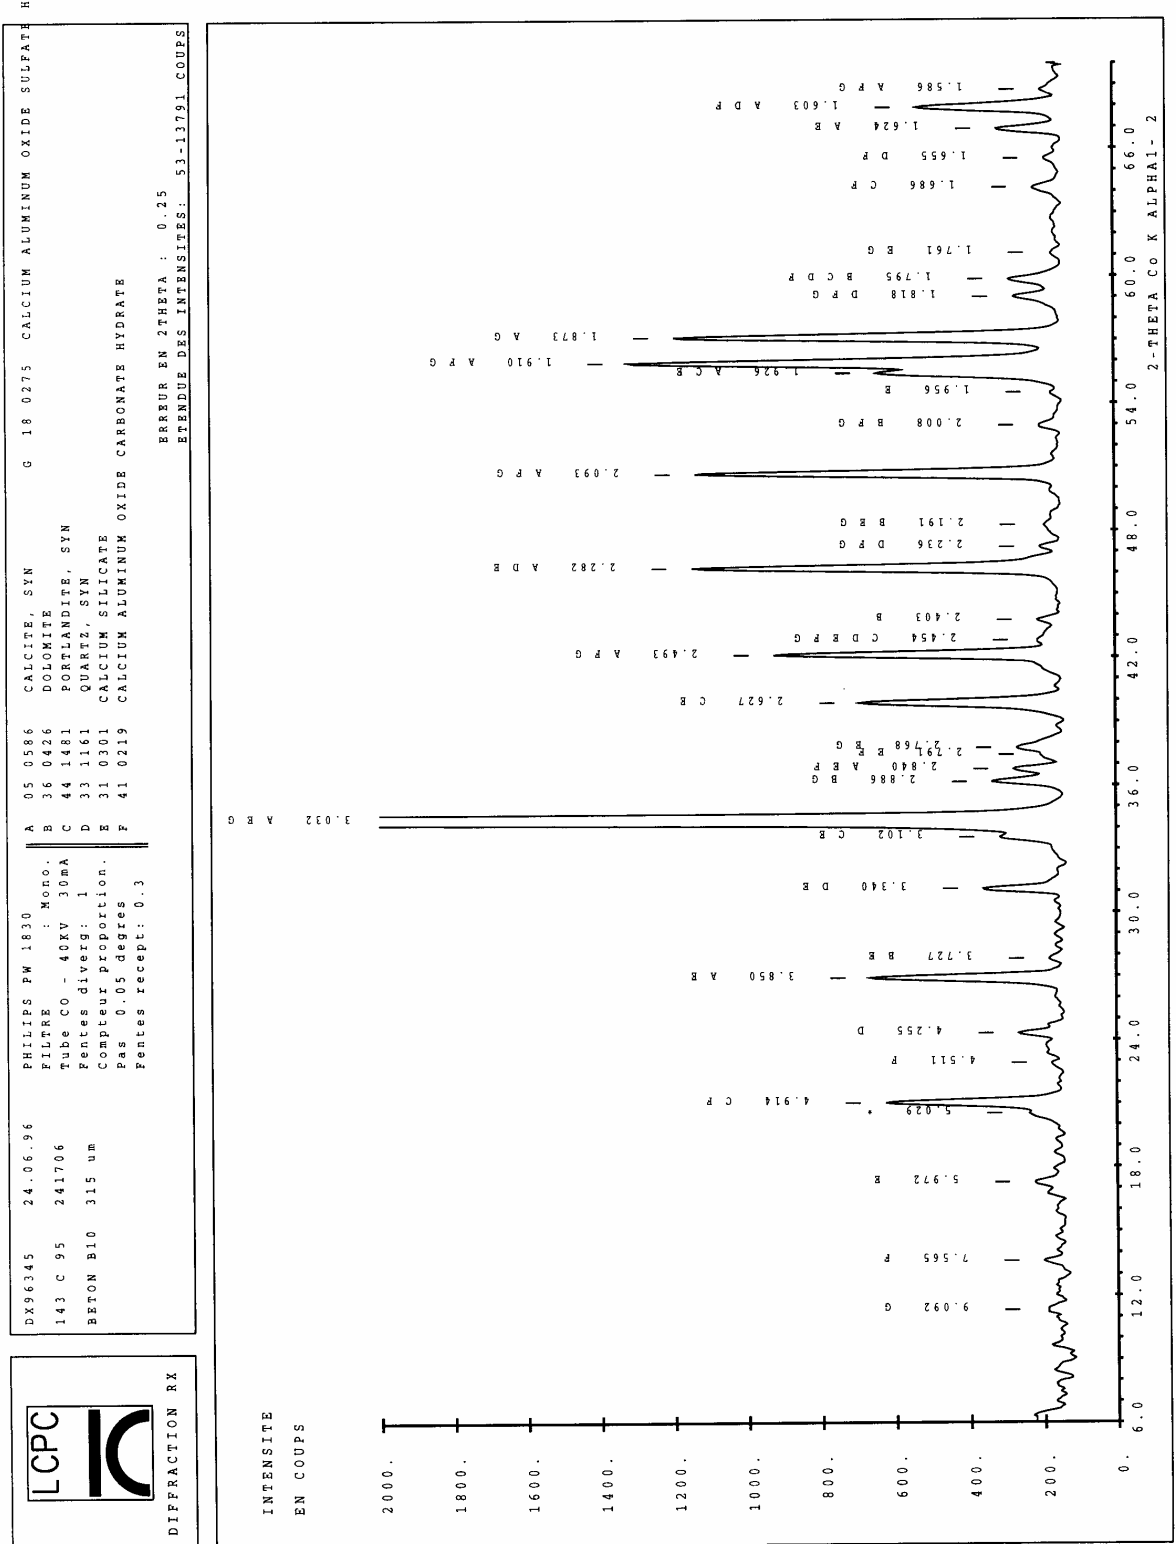 LCPC
DIFFRACTION RX
DX96345 24.06.96
143 C 95 241706
BETON B10 315 um
PHILIPS PW 1830
FILTRE : Mono.
Tube CO - 40KV 30mA
Fentes diverg: 1
Compteur proportion.
Pas 0.05 degres
Fentes recept: 0.3
A 05 0586 CALCITE, SYN
B 36 0426 DOLOMITE
C 44 1481 PORTLANDITE, SYN
D 33 1161 QUARTZ, SYN
E 31 0301 CALCIUM SILICATE
F 41 0219 CALCIUM ALUMINUM OXIDE CARBONATE HYDRATE
G 18 0275 CALCIUM ALUMINUM OXIDE SULFATE H
ERREUR EN 2THETA : 0.25
ETENDUE DES INTENSITES: 53-13791 COUPS
INTENSITE
EN COUPS
2000.
1800.
1600.
1400.
1200.
1000.
800.
600.
400.
200.
0.
9.092 G
7.565 F
5.972 E
5.029 *
4.914 C F
4.511 F
4.255 D
3.850 A E
3.727 B E
3.340 D E
3.102 C E
3.032 A E G
2.886 B G
2.840 A E F
2.791 E F
2.768 E G
2.627 C E
2.493 A F G
2.454 C D E F G
2.403 B
2.282 A D E
2.236 D F G
2.191 B E G
2.093 A F G
2.008 B F G
1.956 E
1.926 A C E
1.910 A F G
1.873 A G
1.818 D F G
1.795 B C D F
1.761 E G
1.686 C F
1.655 D F
1.624 A E
1.603 A D F
1.586 A F G
6.0 12.0 18.0 24.0 30.0 36.0 42.0 48.0 54.0 60.0 66.0
2-THETA Co K ALPHA1- 2